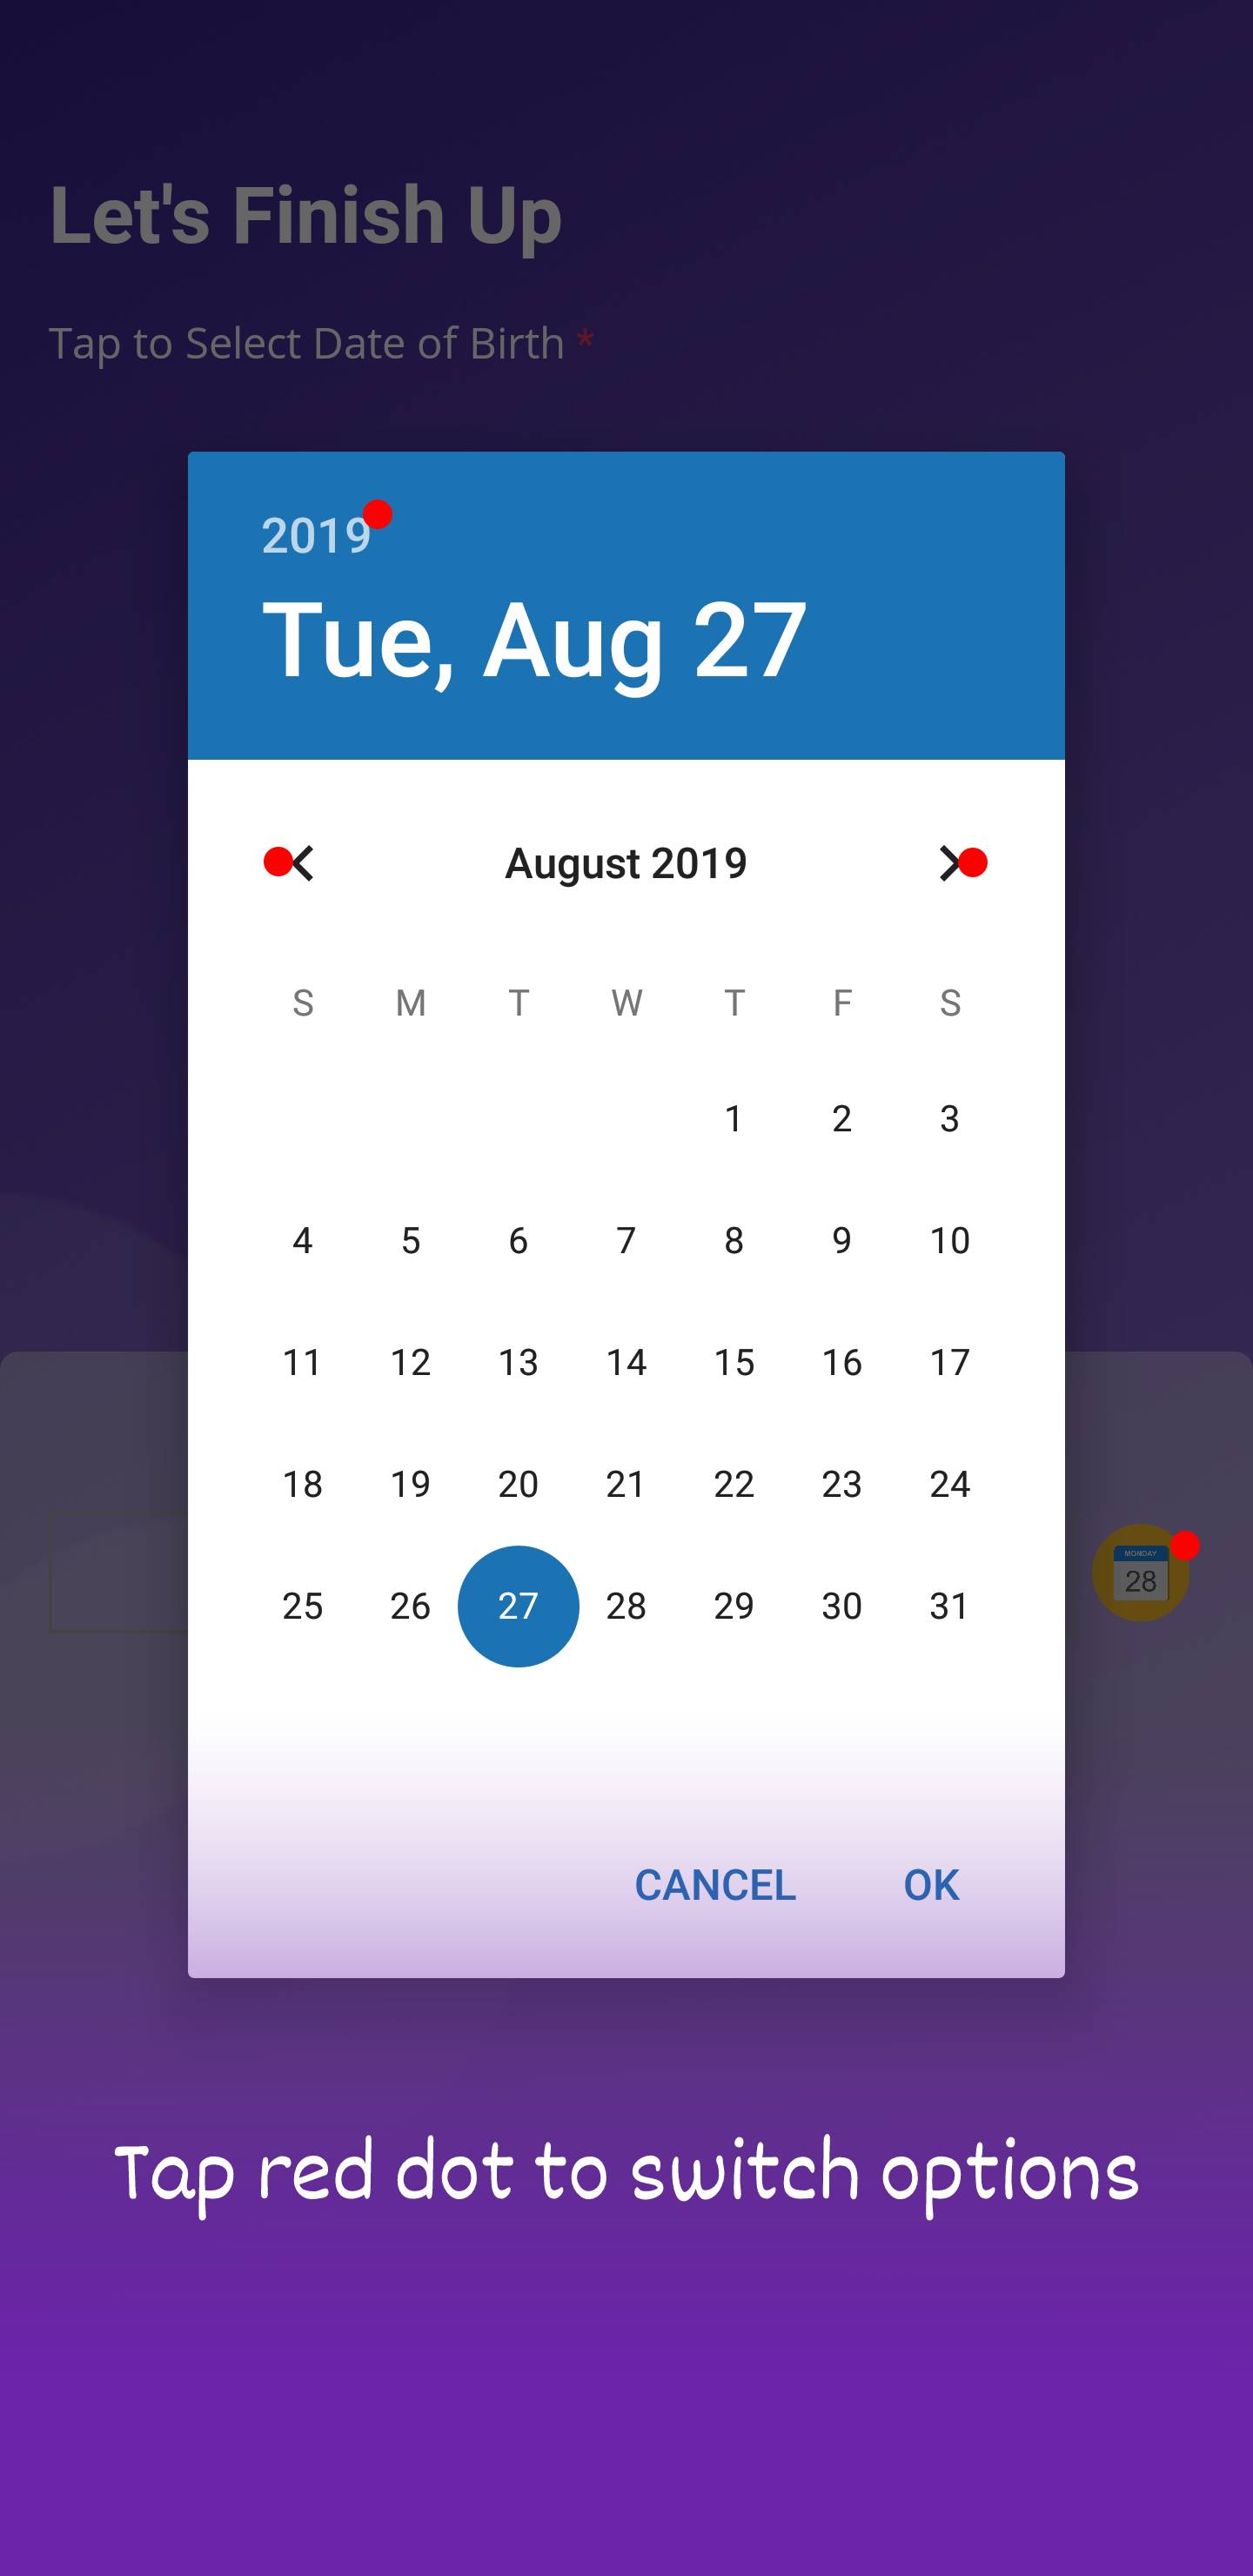 Let's Finish Up
Tap to Select Date of Birth *
2019
Tue, Aug 27
August 2019
S M T W T F S
1 2 3
4 5 6 7 8 9 10
11 12 13 14 15 16 17
18 19 20 21 22 23 24
25 26 27 28 29 30 31
MONDAY
28
CANCEL OK
Tap red dot to switch options